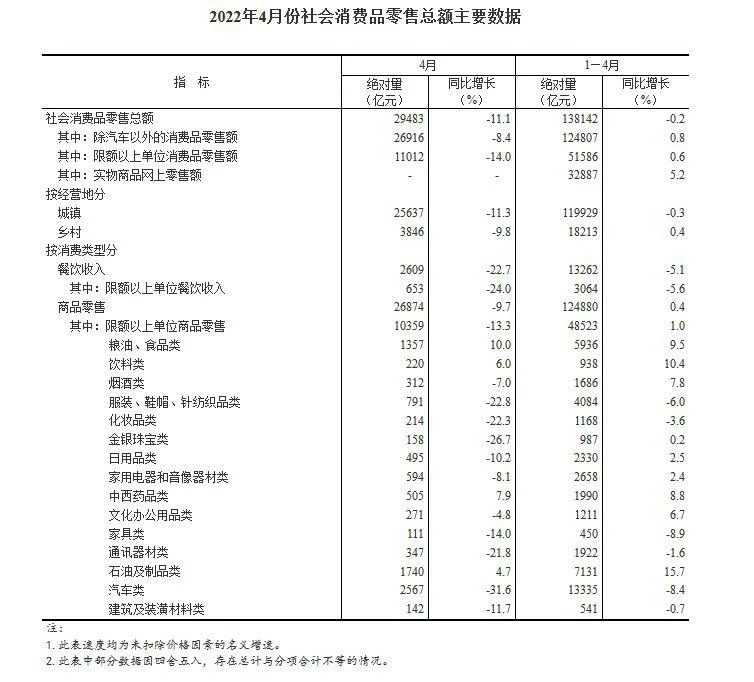 2022年4月份社会消费品零售总额主要数据
指 标 4月 1—4月
绝对量（亿元） 同比增长（%） 绝对量（亿元） 同比增长（%）
社会消费品零售总额 29483 -11.1 138142 -0.2
其中：除汽车以外的消费品零售额 26916 -8.4 124807 0.8
其中：限额以上单位消费品零售额 11012 -14.0 51586 0.6
其中：实物商品网上零售额 - - 32887 5.2
按经营地分
城镇 25637 -11.3 119929 -0.3
乡村 3846 -9.8 18213 0.4
按消费类型分
餐饮收入 2609 -22.7 13262 -5.1
其中：限额以上单位餐饮收入 653 -24.0 3064 -5.6
商品零售 26874 -9.7 124880 0.4
其中：限额以上单位商品零售 10359 -13.3 48523 1.0
粮油、食品类 1357 10.0 5936 9.5
饮料类 220 6.0 938 10.4
烟酒类 312 -7.0 1686 7.8
服装、鞋帽、针纺织品类 791 -22.8 4084 -6.0
化妆品类 214 -22.3 1168 -3.6
金银珠宝类 158 -26.7 987 0.2
日用品类 495 -10.2 2330 2.5
家用电器和音像器材类 594 -8.1 2658 2.4
中西药品类 505 7.9 1990 8.8
文化办公用品类 271 -4.8 1211 6.7
家具类 111 -14.0 450 -8.9
通讯器材类 347 -21.8 1922 -1.6
石油及制品类 1740 4.7 7131 15.7
汽车类 2567 -31.6 13335 -8.4
建筑及装潢材料类 142 -11.7 541 -0.7
注：
1. 此表速度均为未扣除价格因素的名义增速。
2. 此表中部分数据因四舍五入，存在总计与分项合计不等的情况。